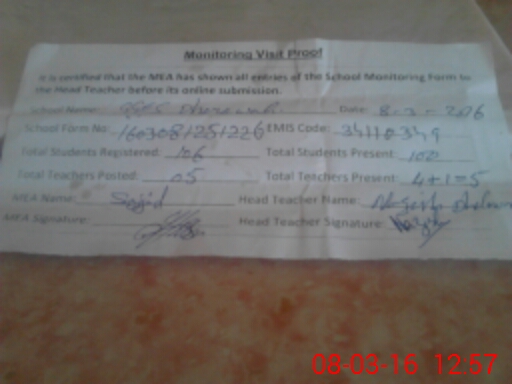 Monitoring Visit Proof
It is certified that the MEA has shown all entries of the School Monitoring Form to
the Head Teacher before its online submission.
School Name: GGES Date: 8-3-2016
School Form No: 1603081251226 EMIS Code: 34110349
Total Students Registered: 106 Total Students Present: 100
Total Teachers Posted: 05 Total Teachers Present: 4+1=5
MEA Name: Sajid Head Teacher Name:
MEA Signature: Head Teacher Signature:
08-03-16 12:57